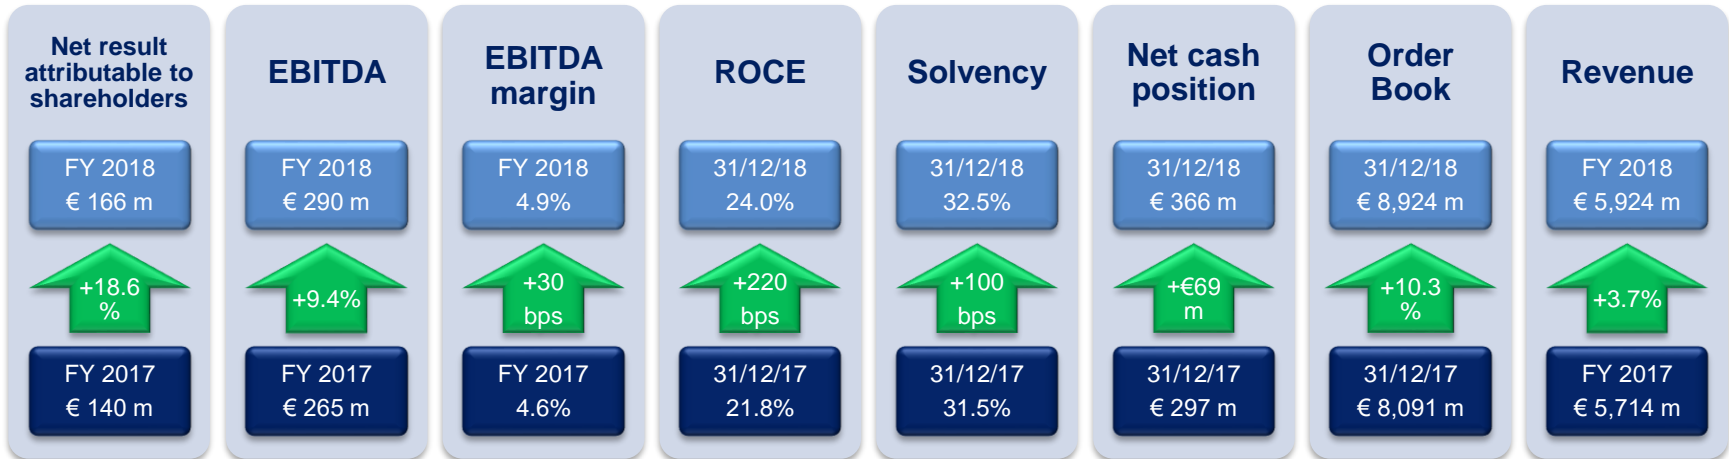 Net result
attributable to
shareholders
FY 2018
€ 166 m
+18.6
%
FY 2017
€ 140 m
EBITDA
FY 2018
€ 290 m
+9.4%
FY 2017
€ 265 m
EBITDA
margin
FY 2018
4.9%
+30
bps
FY 2017
4.6%
ROCE
31/12/18
24.0%
+220
bps
31/12/17
21.8%
Solvency
31/12/18
32.5%
+100
bps
31/12/17
31.5%
Net cash
position
31/12/18
€ 366 m
+€69
m
31/12/17
€ 297 m
Order
Book
31/12/18
€ 8,924 m
+10.3
%
31/12/17
€ 8,091 m
Revenue
FY 2018
€ 5,924 m
+3.7%
FY 2017
€ 5,714 m